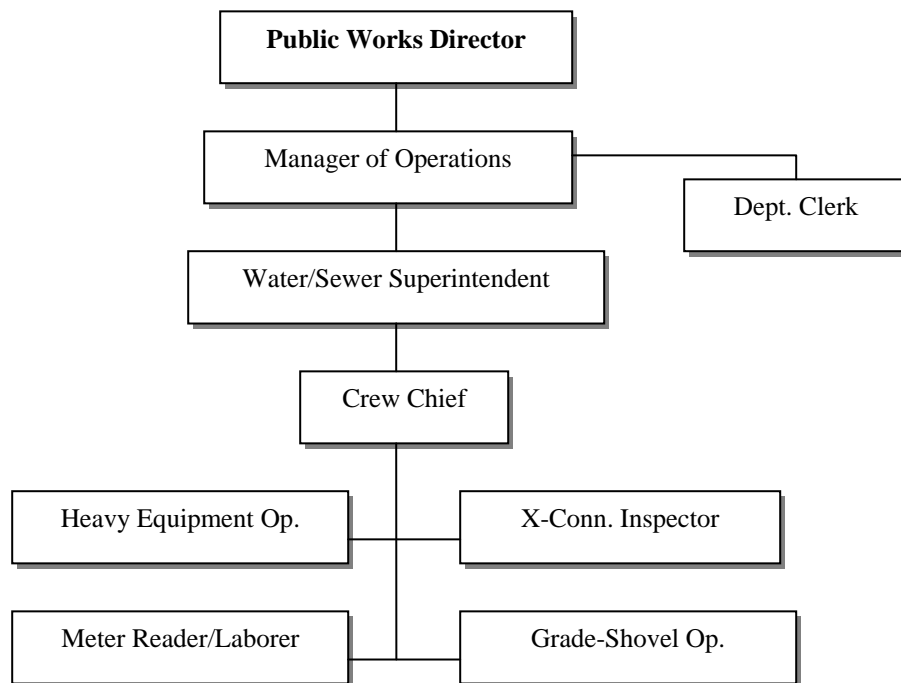 Public Works Director
Manager of Operations
Dept. Clerk
Water/Sewer Superintendent
Crew Chief
Heavy Equipment Op.
X-Conn. Inspector
Meter Reader/Laborer
Grade-Shovel Op.